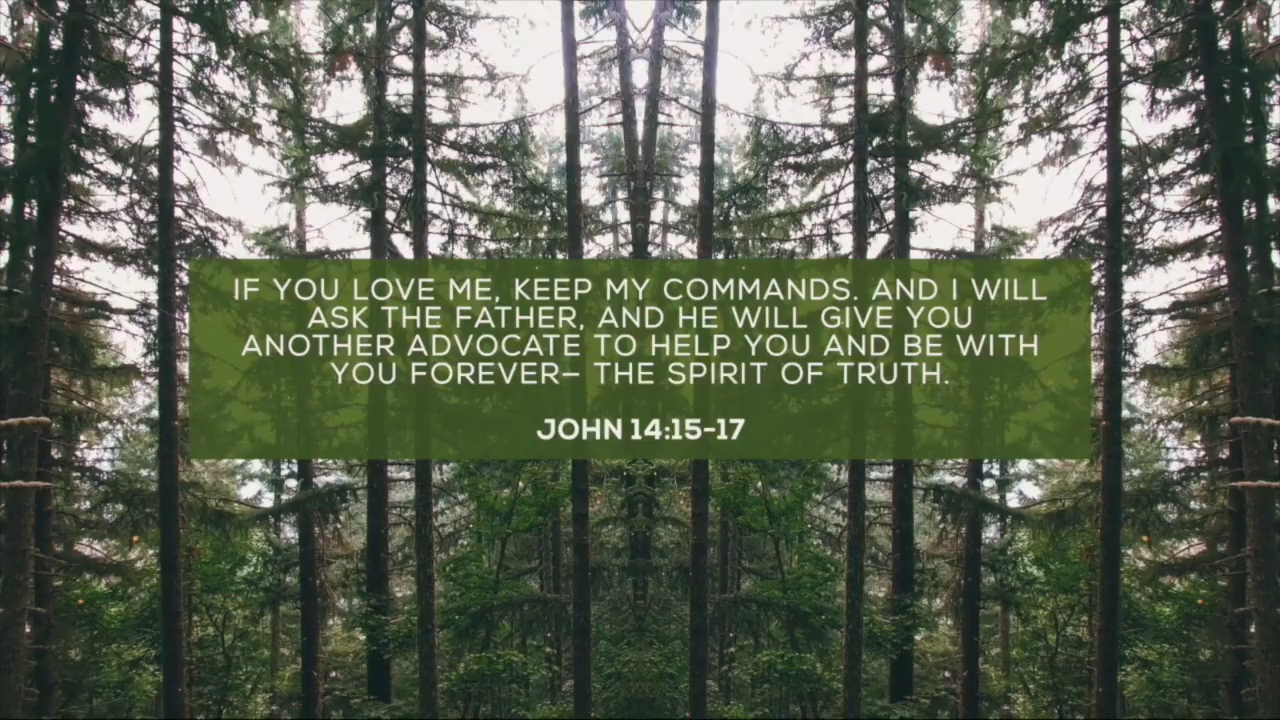 IF YOU LOVE ME, KEEP MY COMMANDS. AND I WILL
ASK THE FATHER, AND HE WILL GIVE YOU
ANOTHER ADVOCATE TO HELP YOU AND BE WITH
YOU FOREVER– THE SPIRIT OF TRUTH.
JOHN 14:15-17